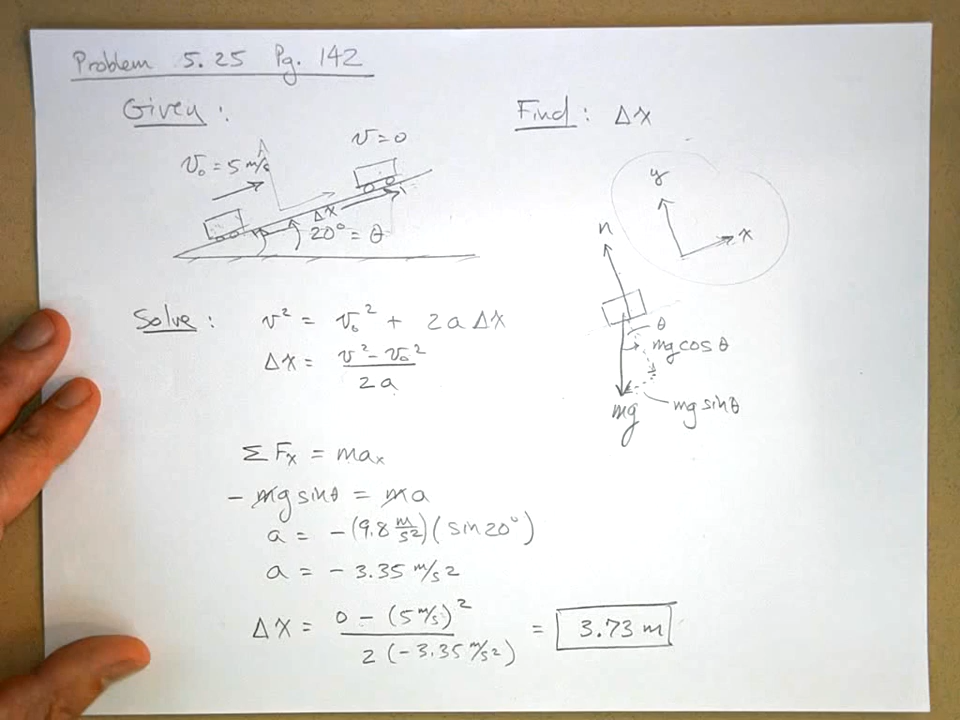 Problem 5.25 Pg. 142
Given:
Find: Δx
v₀ = 5 m/s
v=0
Δx
20° = θ
y
x
n
θ
mg cos θ
mg sinθ
mg
Solve: v² = v₀² + 2aΔx
Δx = (v² - v₀²)/2a
ΣFx = max
- mg sinθ = ma
a = -(9.8 m/s²)(sin 20°)
a = - 3.35 m/s²
Δx = (0 - (5 m/s)²)/(2(-3.35 m/s²)) = 3.73 m